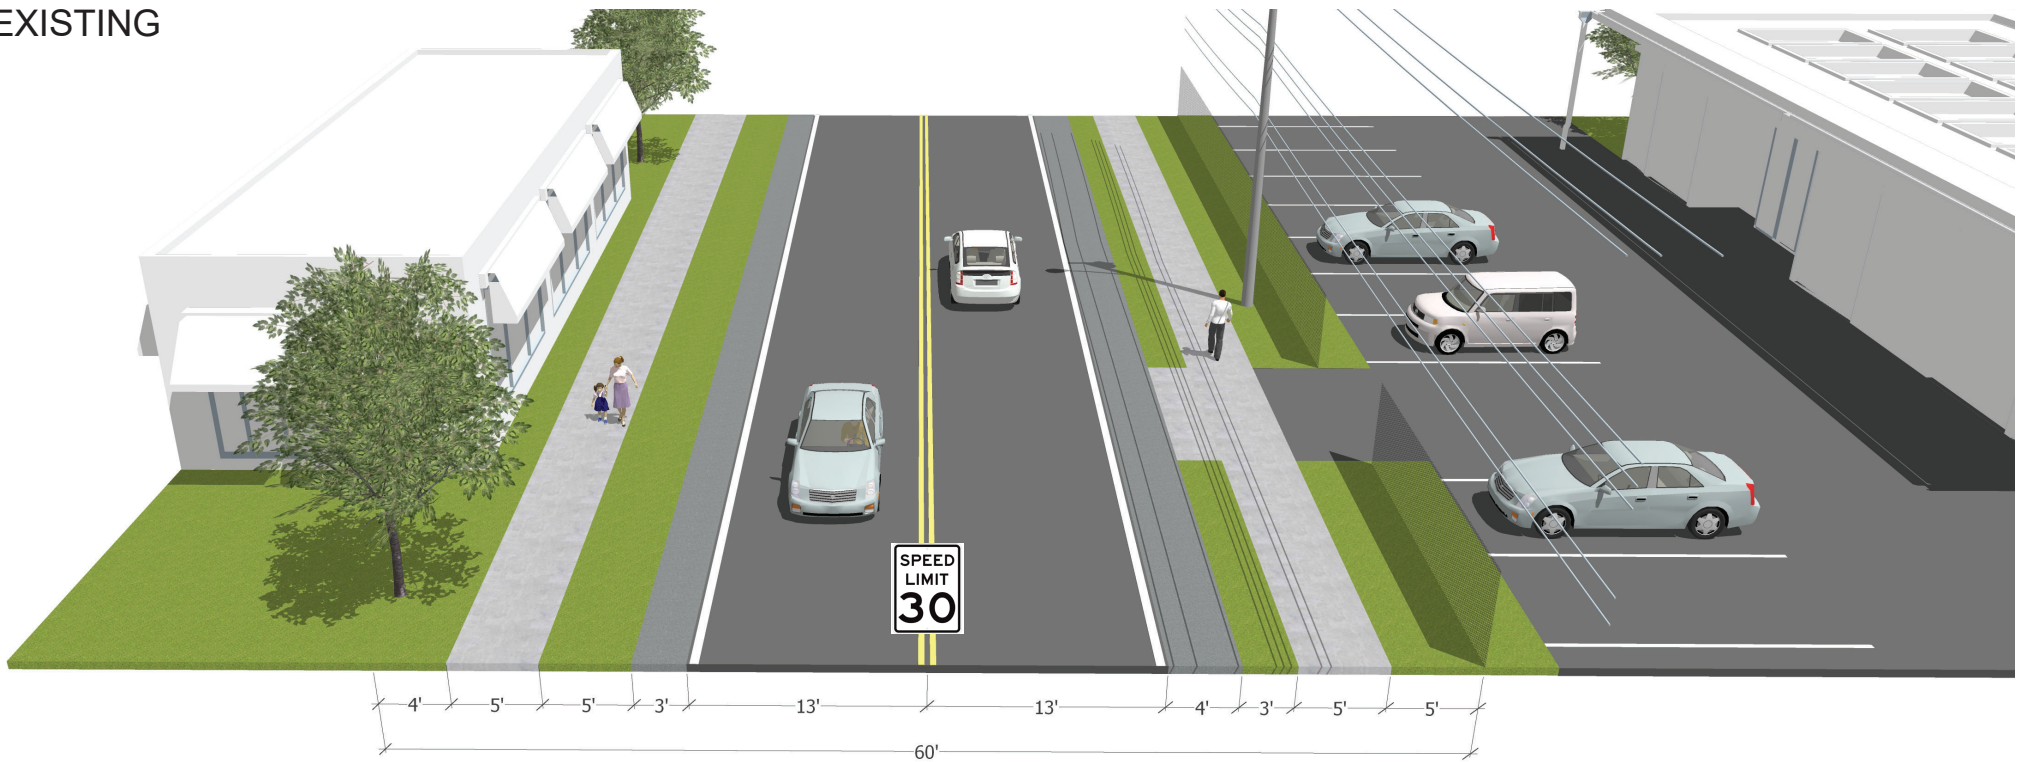 EXISTING
SPEED
LIMIT
30
4' 5' 5' 3' 13' 13' 4' 3' 5' 5'
60'